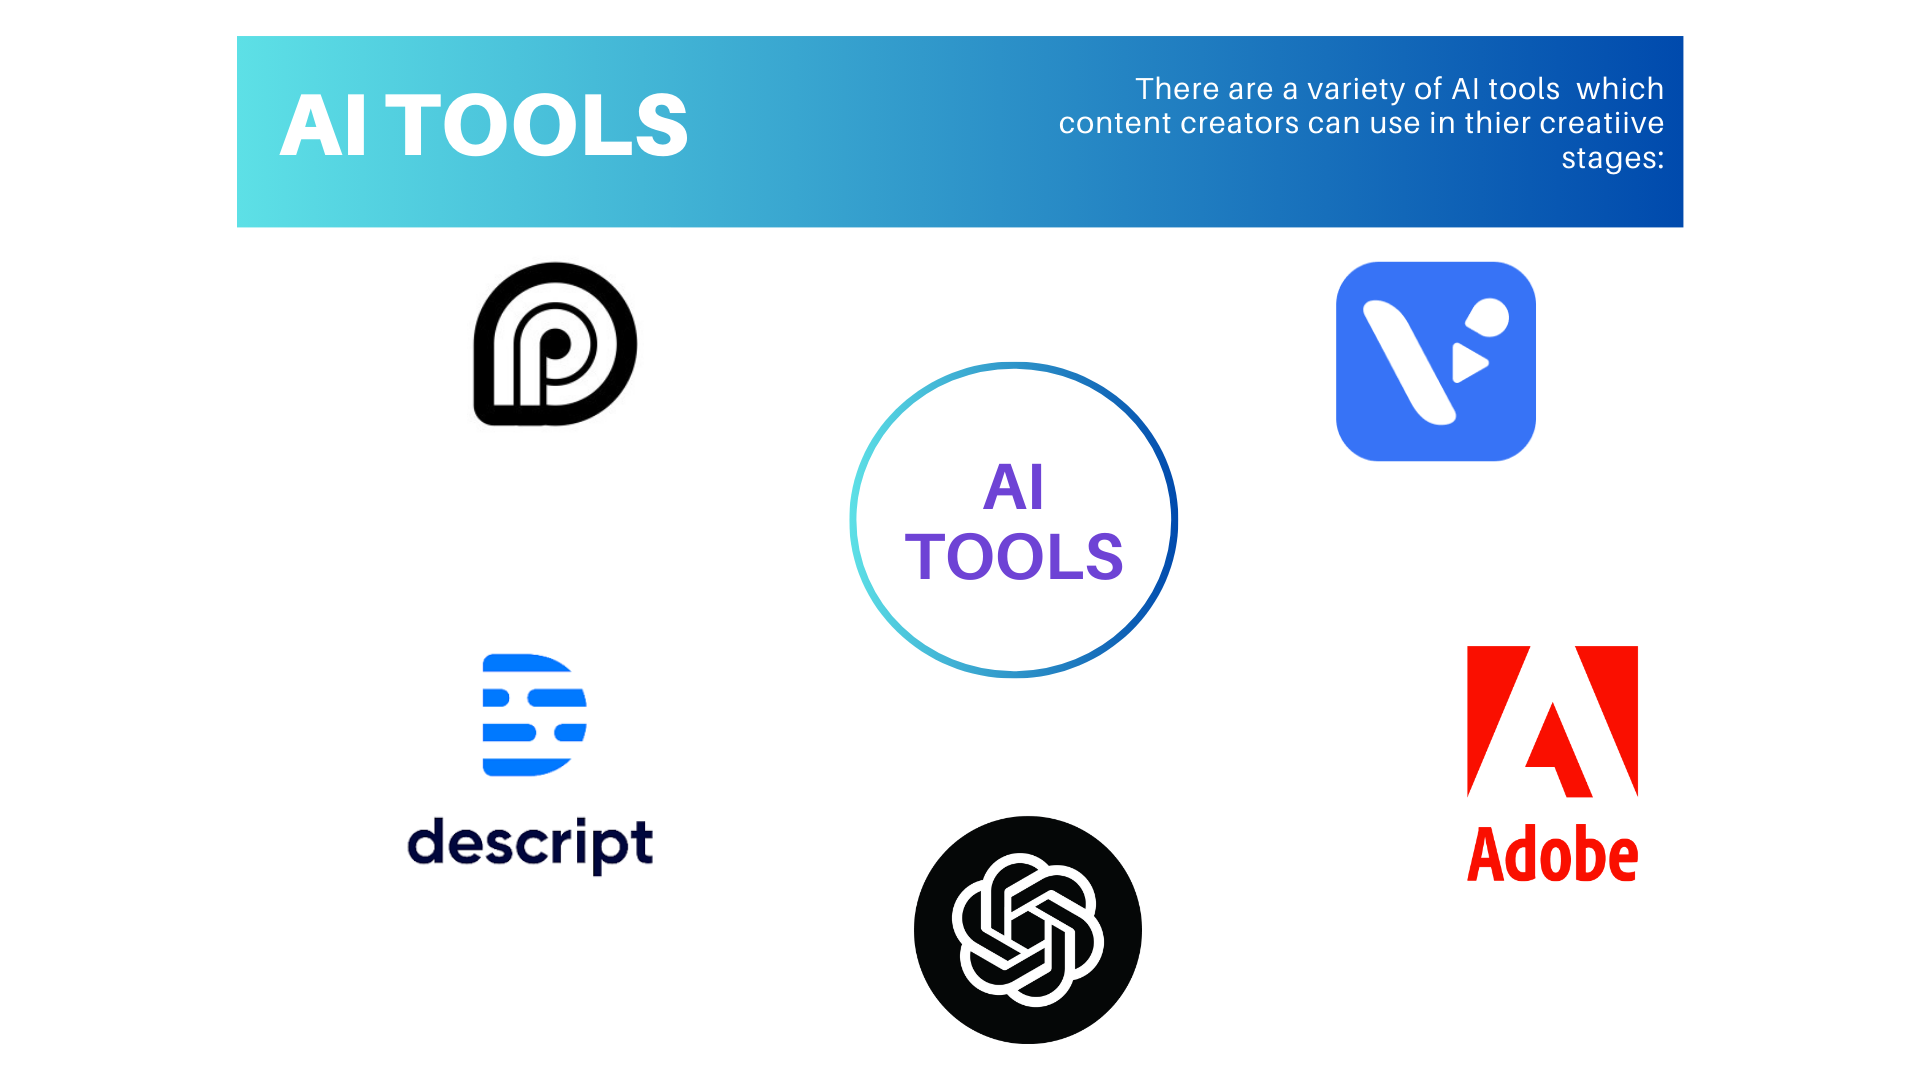 AI TOOLS
There are a variety of AI tools  which
content creators can use in thier creatiive
stages:
AI
TOOLS
descript
Adobe